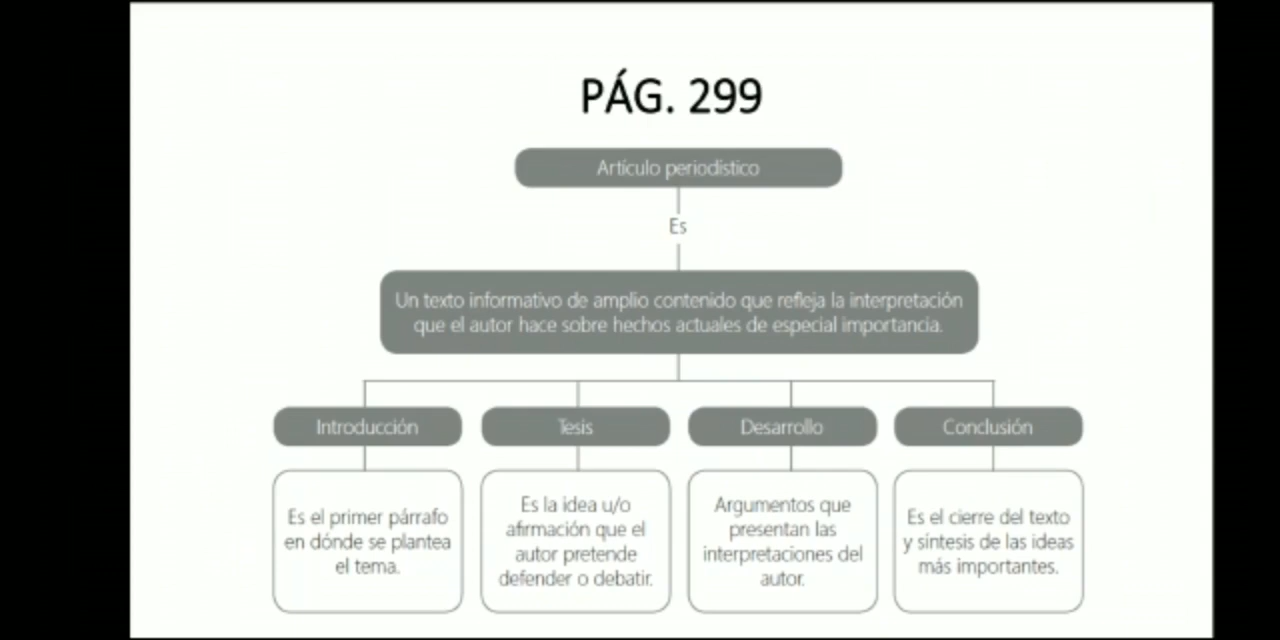 PÁG. 299
Artículo periodístico
Es
Un texto informativo de amplio contenido que refleja la interpretación
que el autor hace sobre hechos actuales de especial importancia.
Introducción
Tesis
Desarrollo
Conclusión
Es el primer párrafo
en dónde se plantea
el tema.
Es la idea u/o
afirmación que el
autor pretende
defender o debatir.
Argumentos que
presentan las
interpretaciones del
autor.
Es el cierre del texto
y síntesis de las ideas
más importantes.